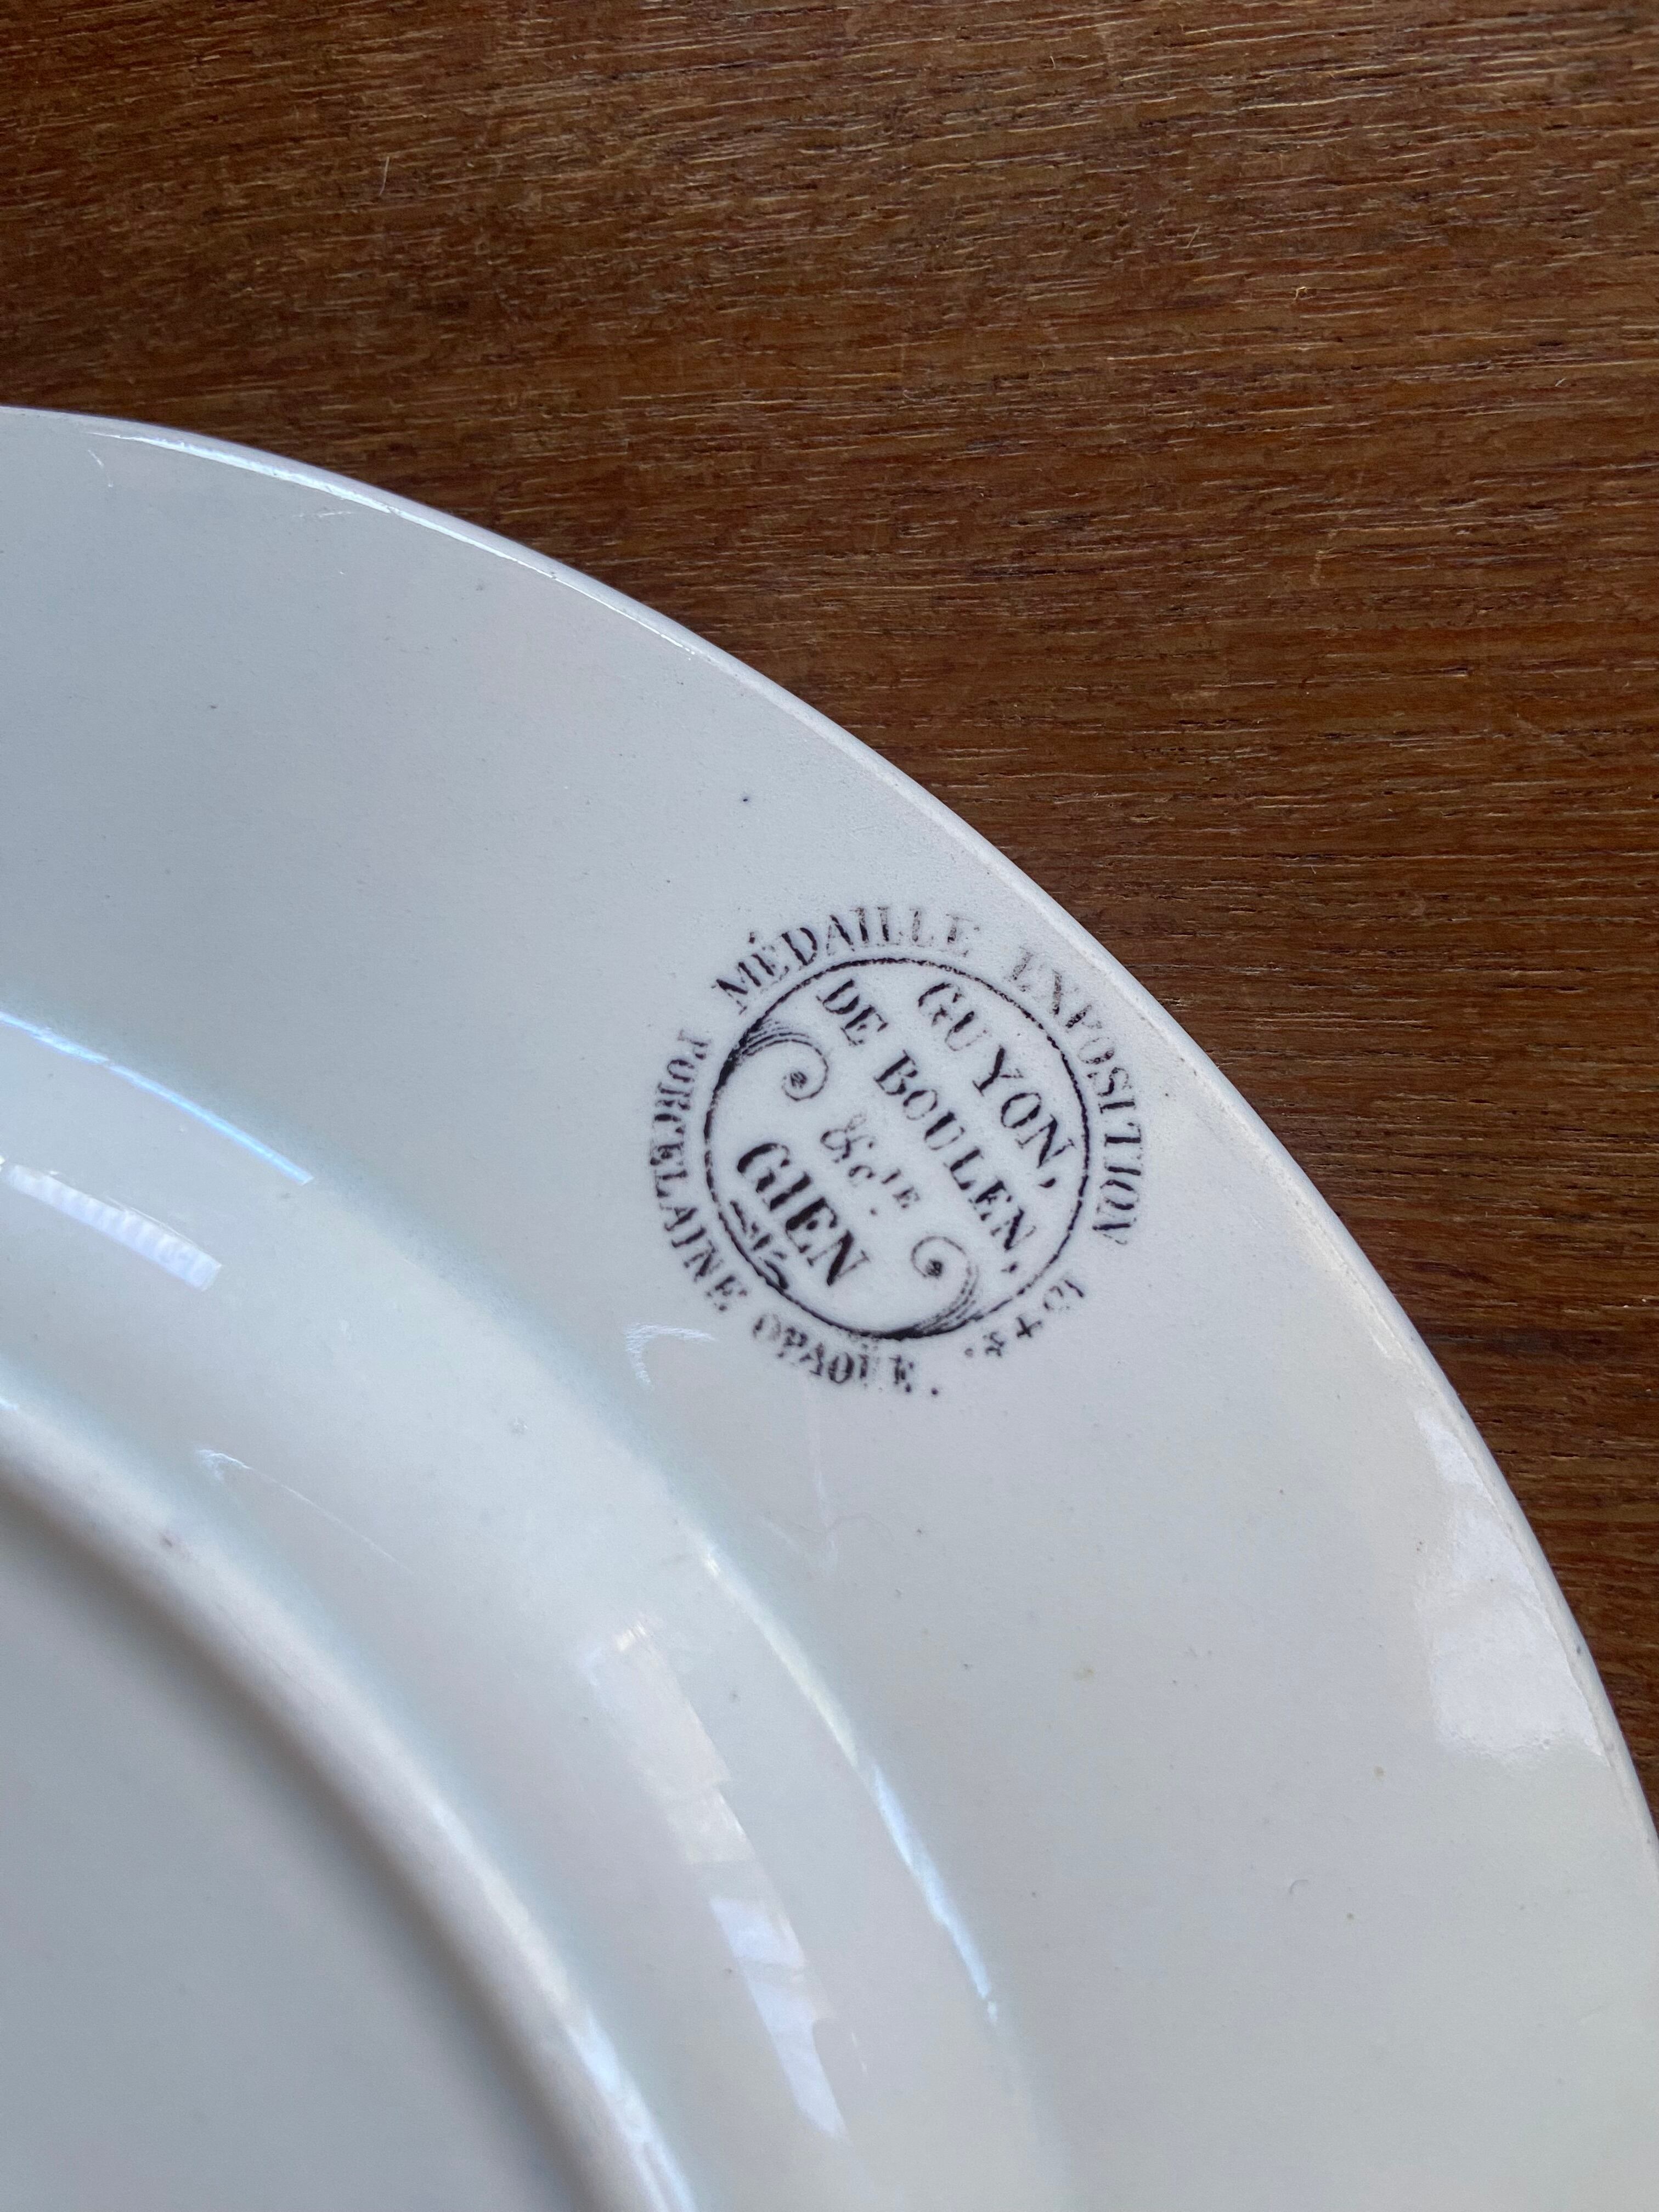 MÉDAILLE EXPOSITION
GUYON,
DE BOULEN,
& CIE.
GIEN
PORCELAINE OPAQUE.